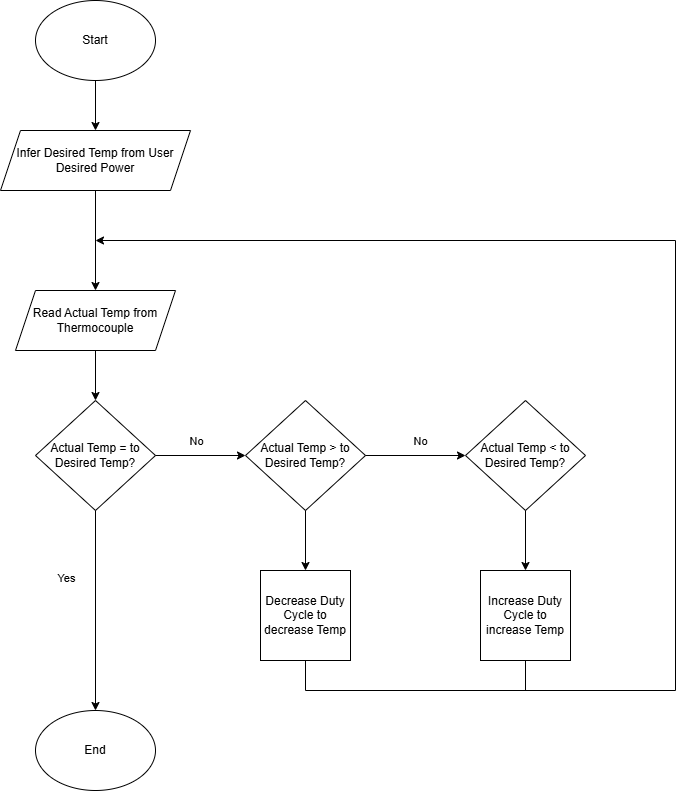 Start
Infer Desired Temp from User
Desired Power
Read Actual Temp from
Thermocouple
Actual Temp = to
Desired Temp?
No
Actual Temp > to
Desired Temp?
No
Actual Temp < to
Desired Temp?
Yes
Decrease Duty
Cycle to
decrease Temp
Increase Duty
Cycle to
increase Temp
End